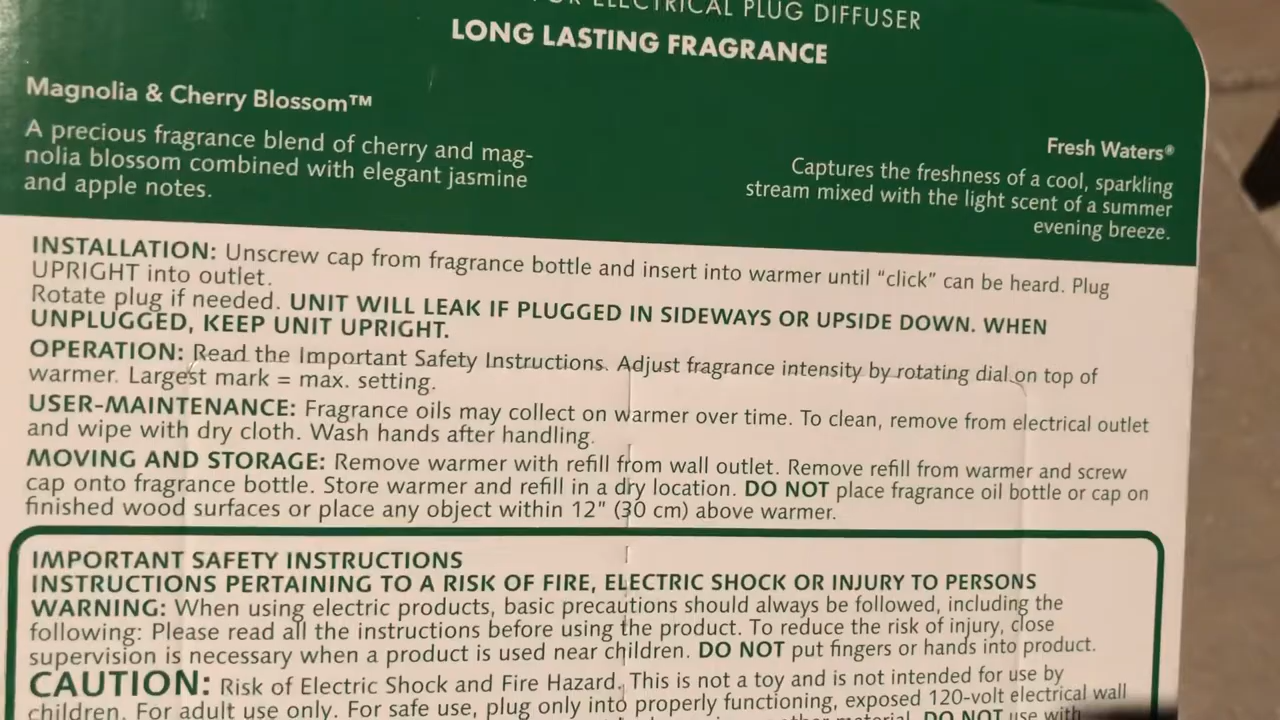 ELECTRICAL PLUG DIFFUSER
LONG LASTING FRAGRANCE
Magnolia & Cherry Blossom™
A precious fragrance blend of cherry and mag-
nolia blossom combined with elegant jasmine
and apple notes.
Fresh Waters®
Captures the freshness of a cool, sparkling
stream mixed with the light scent of a summer
evening breeze.
INSTALLATION: Unscrew cap from fragrance bottle and insert into warmer until "click" can be heard. Plug
UPRIGHT into outlet.
Rotate plug if needed. UNIT WILL LEAK IF PLUGGED IN SIDEWAYS OR UPSIDE DOWN. WHEN
UNPLUGGED, KEEP UNIT UPRIGHT.
OPERATION: Read the Important Safety Instructions. Adjust fragrance intensity by rotating dial on top of
warmer. Largest mark = max. setting.
USER-MAINTENANCE: Fragrance oils may collect on warmer over time. To clean, remove from electrical outlet
and wipe with dry cloth. Wash hands after handling.
MOVING AND STORAGE: Remove warmer with refill from wall outlet. Remove refill from warmer and screw
cap onto fragrance bottle. Store warmer and refill in a dry location. DO NOT place fragrance oil bottle or cap on
finished wood surfaces or place any object within 12" (30 cm) above warmer.
IMPORTANT SAFETY INSTRUCTIONS
INSTRUCTIONS PERTAINING TO A RISK OF FIRE, ELECTRIC SHOCK OR INJURY TO PERSONS
WARNING: When using electric products, basic precautions should always be followed, including the
following: Please read all the instructions before using the product. To reduce the risk of injury, close
supervision is necessary when a product is used near children. DO NOT put fingers or hands into product.
CAUTION: Risk of Electric Shock and Fire Hazard. This is not a toy and is not intended for use by
children. For adult use only. For safe use, plug only into properly functioning, exposed 120-volt electrical wall
material. DO NOT use with